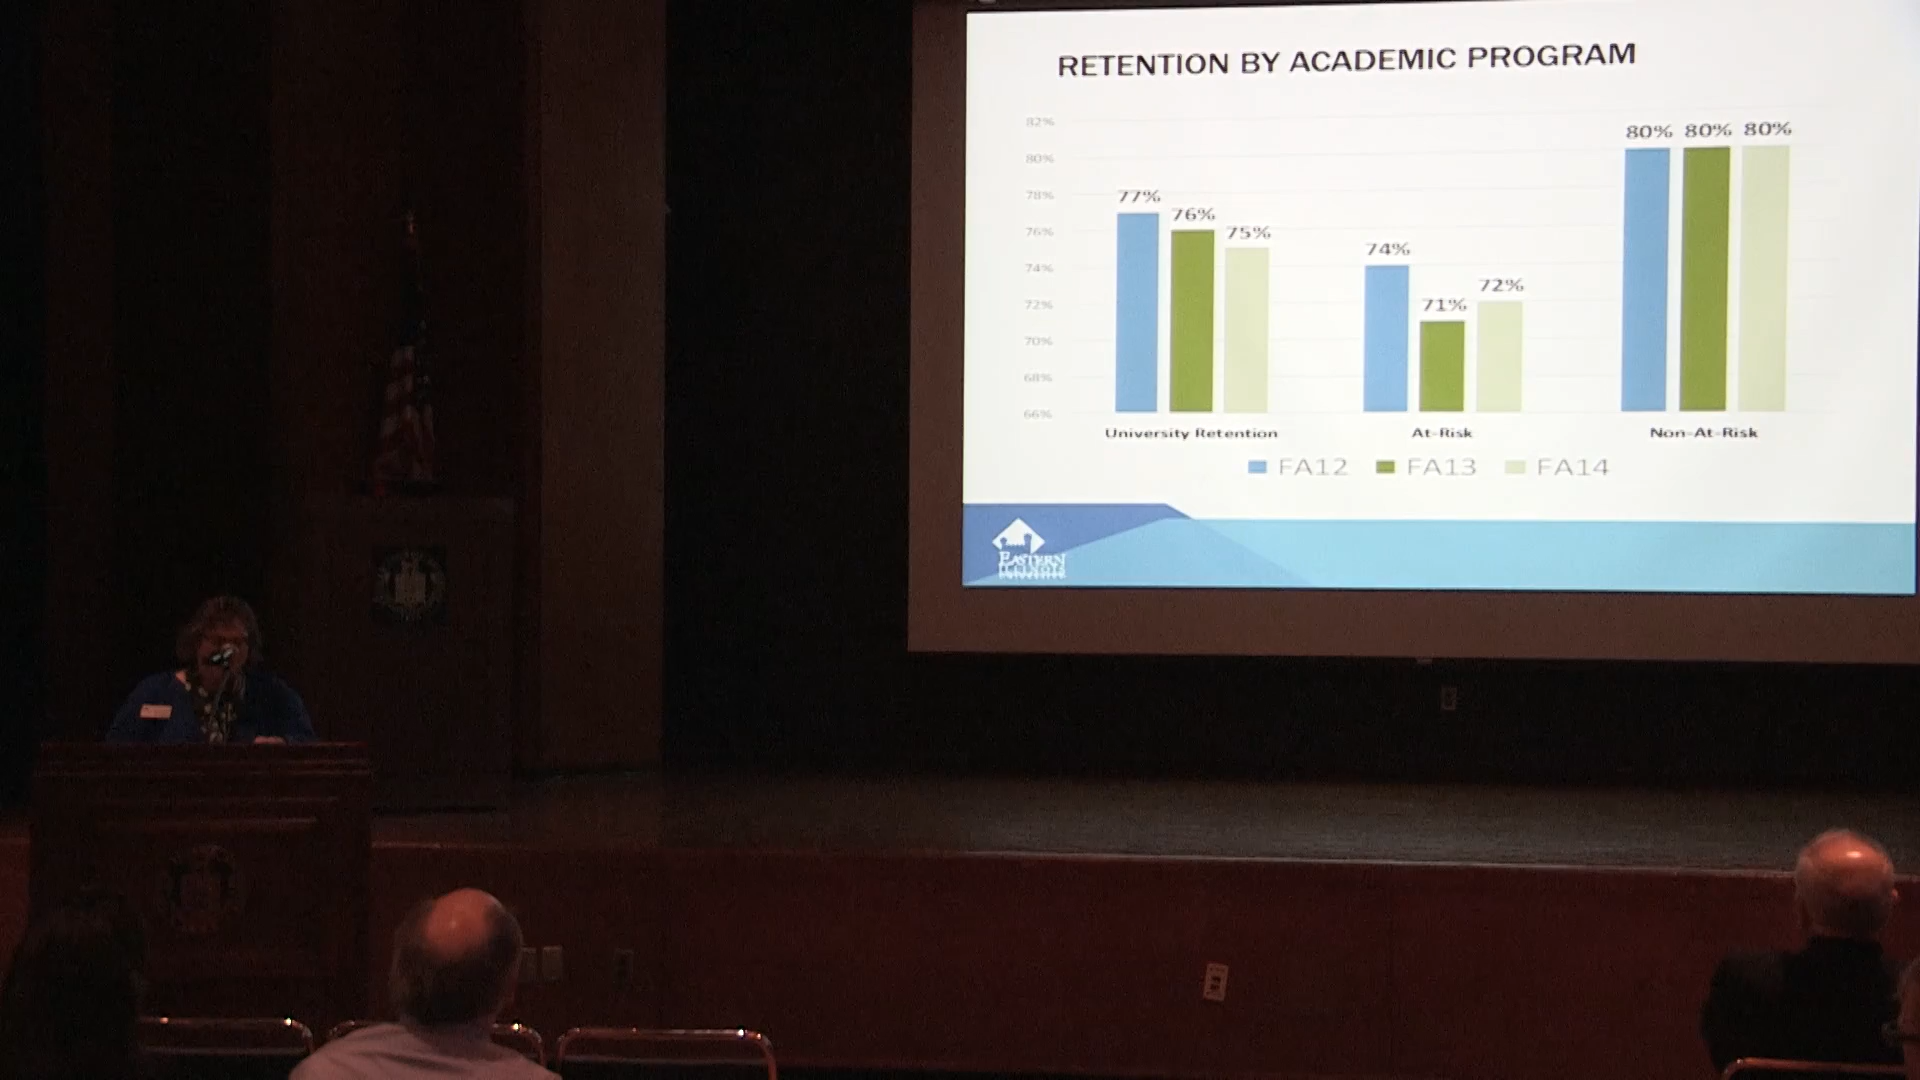 RETENTION BY ACADEMIC PROGRAM
82%
80%
78%
76%
74%
72%
70%
68%
66%
77%
76%
75%
74%
71%
72%
80% 80% 80%
University Retention
At-Risk
Non-At-Risk
FA12 FA13 FA14
EASTERN
ILLINOIS